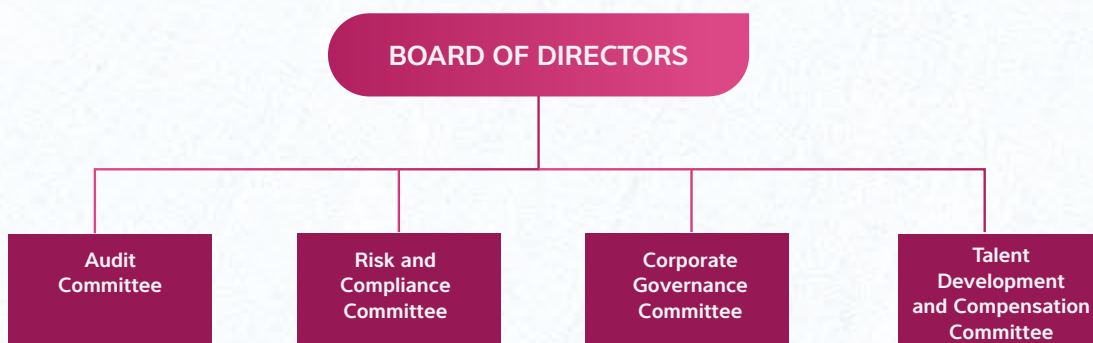 BOARD OF DIRECTORS
Audit
Committee
Risk and
Compliance
Committee
Corporate
Governance
Committee
Talent
Development
and Compensation
Committee